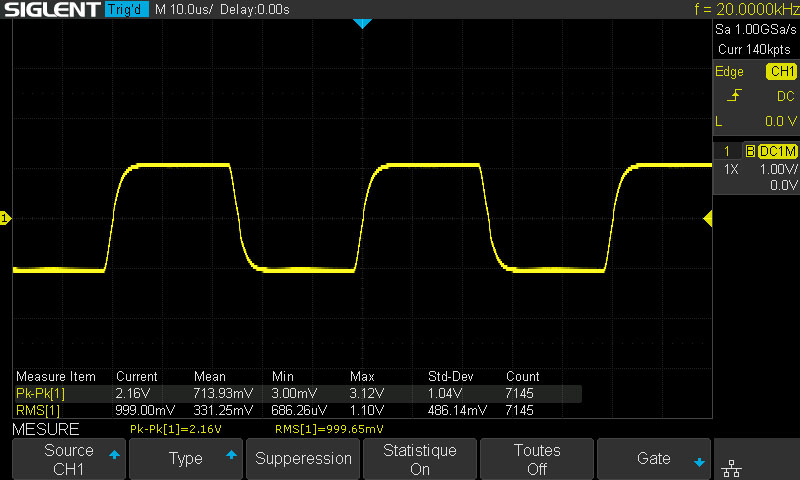 SIGLENT Trig'd M 10.0us/ Delay:0.00s f = 20.0000kHz
Sa 1.00GSa/s
Curr 140kpts
Edge CH1
DC
L 0.0 V
1 B DC1M
1X 1.00V/
0.0V
1
Measure Item Current Mean Min Max Std-Dev Count
Pk-Pk[1] 2.16V 713.93mV 3.00mV 3.12V 1.04V 7145
RMS[1] 999.00mV 331.25mV 686.26uV 1.10V 486.14mV 7145
MESURE Pk-Pk[1]=2.16V RMS[1]=999.65mV
Source Type Suppression Statistique Toutes Gate
CH1 On Off